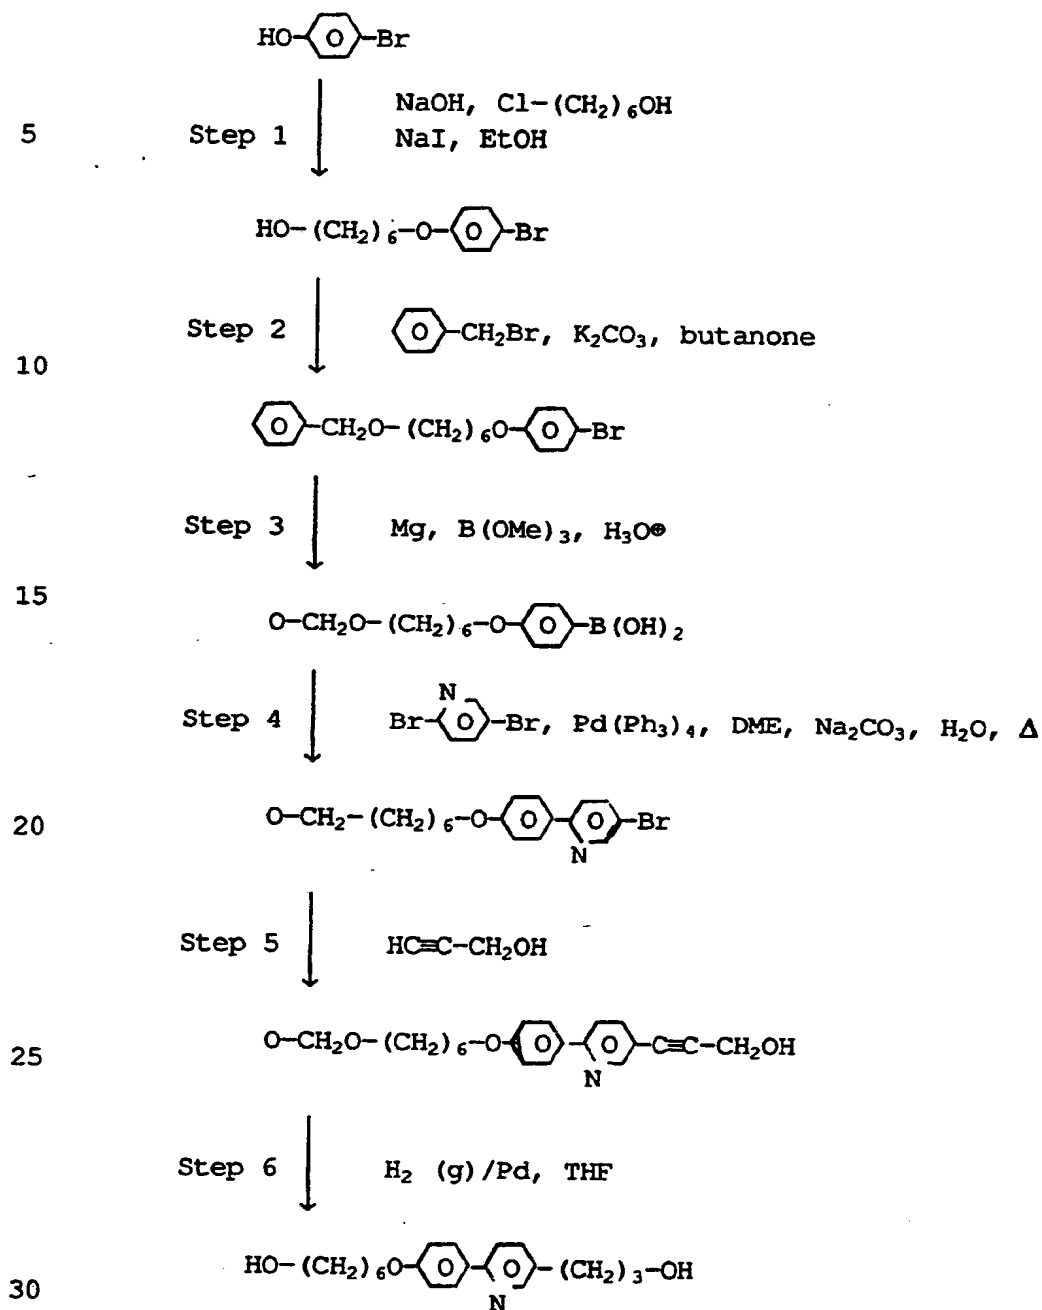 HO-⌬-Br
NaOH, Cl-(CH₂)₆OH
5 Step 1 NaI, EtOH
HO-(CH₂)₆-O-⌬-Br
Step 2 ⌬-CH₂Br, K₂CO₃, butanone
10
⌬-CH₂O-(CH₂)₆O-⌬-Br
Step 3 Mg, B(OMe)₃, H₃O⊕
15
O-CH₂O-(CH₂)₆-O-⌬-B(OH)₂
N
Step 4 Br-⌬-Br, Pd(Ph₃)₄, DME, Na₂CO₃, H₂O, Δ
20 O-CH₂-(CH₂)₆-O-⌬-⌬-Br
N
Step 5 HC≡C-CH₂OH
25 O-CH₂O-(CH₂)₆-O-⌬-⌬-C≡C-CH₂OH
N
Step 6 H₂ (g)/Pd, THF
HO-(CH₂)₆O-⌬-⌬-(CH₂)₃-OH
30 N